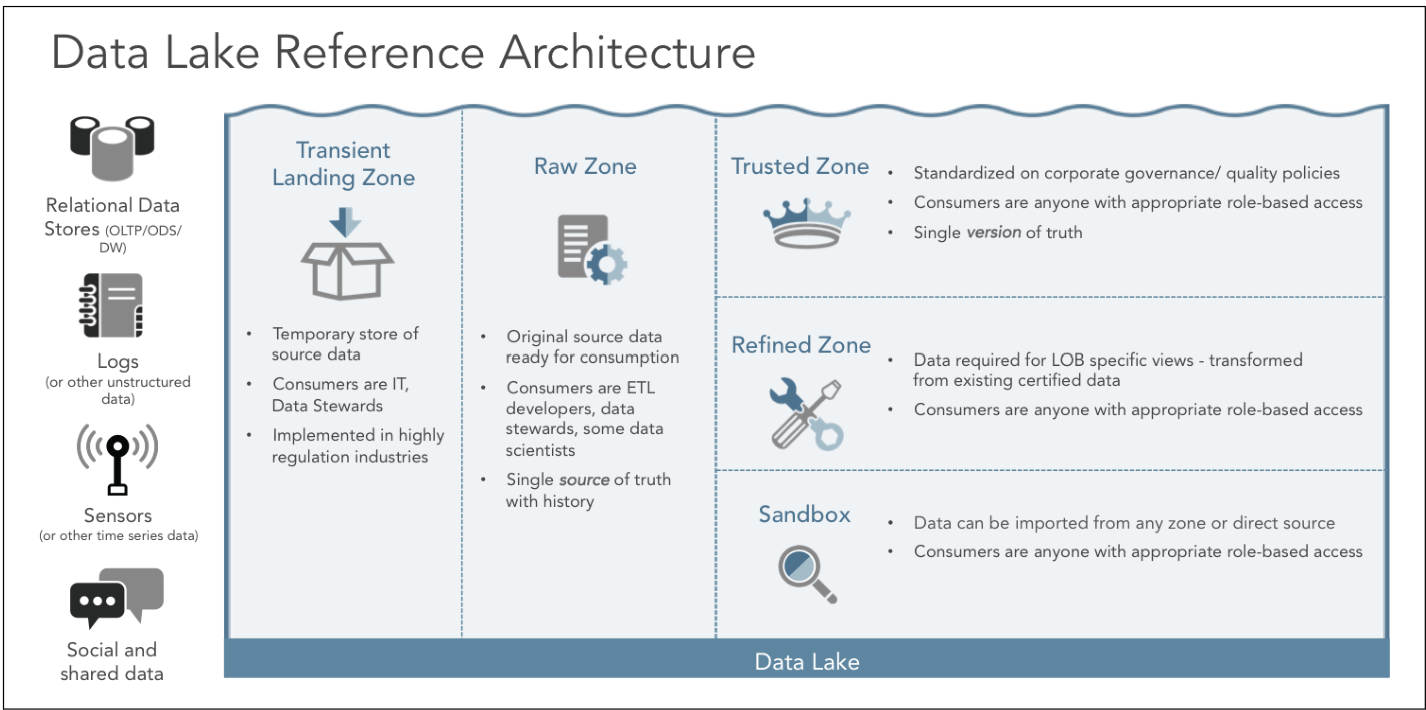 Data Lake Reference Architecture
Relational Data
Stores (OLTP/ODS/
DW)
Logs
(or other unstructured
data)
Sensors
(or other time series data)
Social and
shared data
Transient
Landing Zone
• Temporary store of
source data
• Consumers are IT,
Data Stewards
• Implemented in highly
regulation industries
Raw Zone
• Original source data
ready for consumption
• Consumers are ETL
developers, data
stewards, some data
scientists
• Single source of truth
with history
Trusted Zone
• Standardized on corporate governance/ quality policies
• Consumers are anyone with appropriate role-based access
• Single version of truth
Refined Zone
• Data required for LOB specific views - transformed
from existing certified data
• Consumers are anyone with appropriate role-based access
Sandbox
• Data can be imported from any zone or direct source
• Consumers are anyone with appropriate role-based access
Data Lake